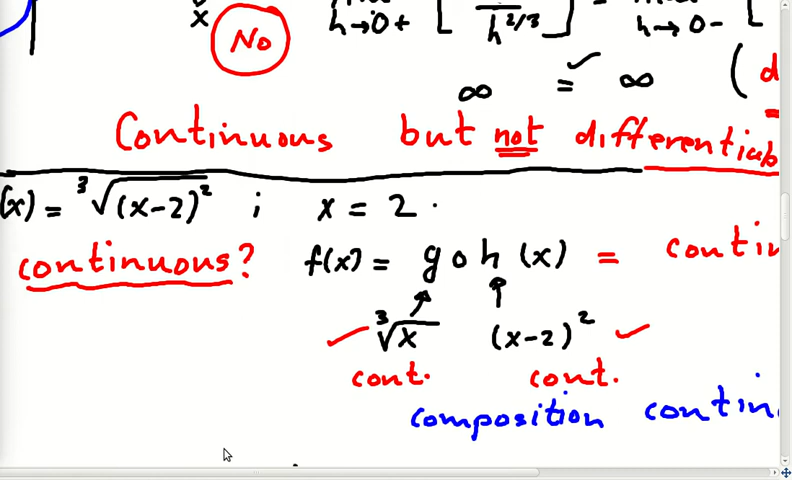 x No h→0+ [ 1/h^{2/3} ] = h→0- [
∞ = ✓ ∞ (
Continuous but not differentiab
(x) = ∛(x-2)² ; x = 2 .
continuous? f(x) = g o h (x) = contin
✓ ∛x (x-2)² ✓
cont. cont.
composition contin